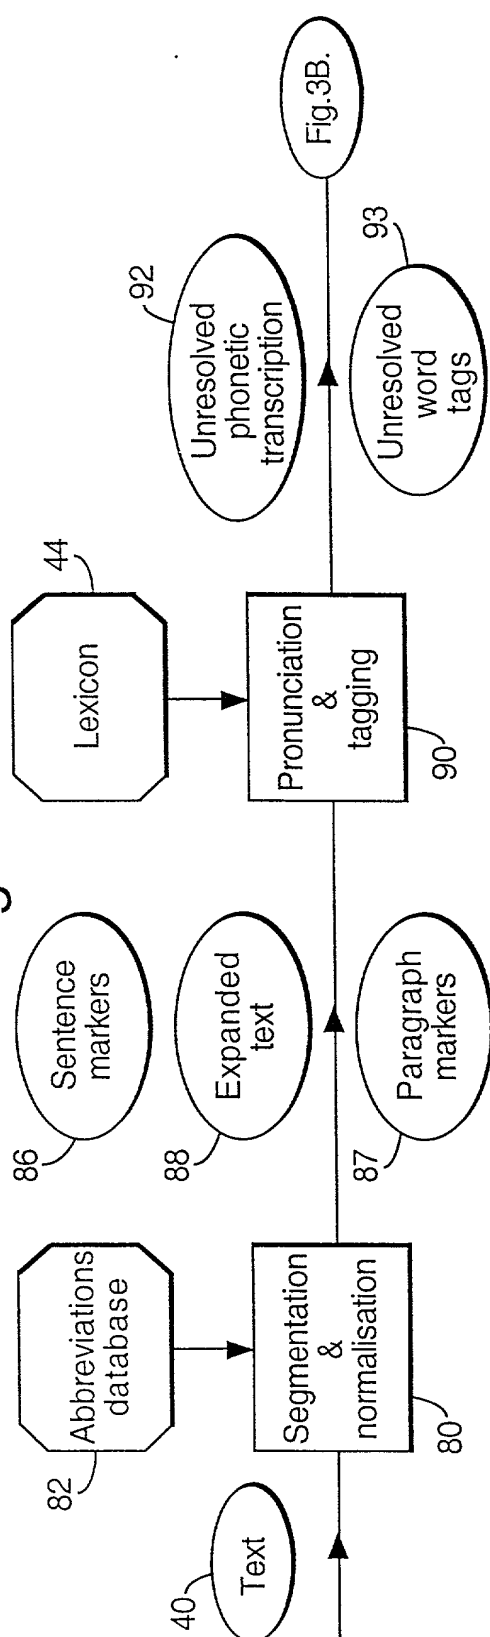 40
Text
82
Abbreviations
database
Segmentation
&
normalisation
80
86
Sentence
markers
88
Expanded
text
87
Paragraph
markers
44
Lexicon
Pronunciation
&
tagging
90
92
Unresolved
phonetic
transcription
93
Unresolved
word
tags
Fig.3B.